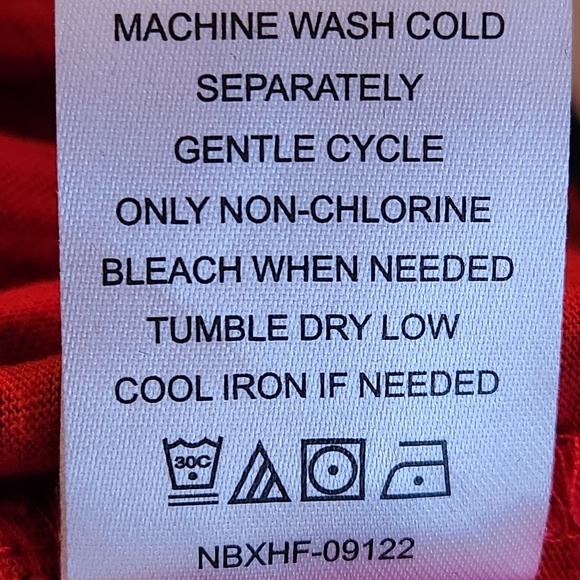 MACHINE WASH COLD
SEPARATELY
GENTLE CYCLE
ONLY NON-CHLORINE
BLEACH WHEN NEEDED
TUMBLE DRY LOW
COOL IRON IF NEEDED
30C
NBXHF-09122